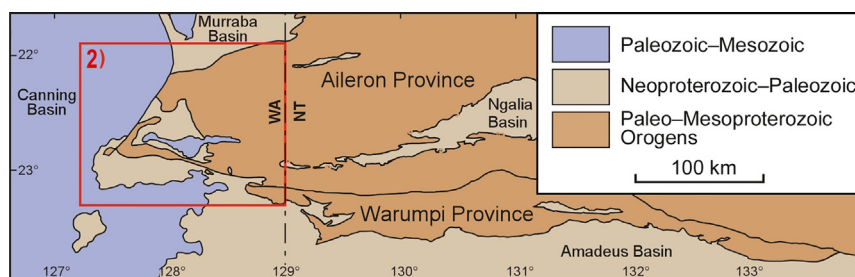 Murraba
Basin
22°
2)
Canning
Basin
Aileron Province
WA
NT
Ngalia
Basin
23°
Warumpi Province
Amadeus Basin
127°
128°
129°
130°
131°
132°
133°
Paleozoic–Mesozoic
Neoproterozoic–Paleozoic
Paleo–Mesoproterozoic
Orogens
100 km